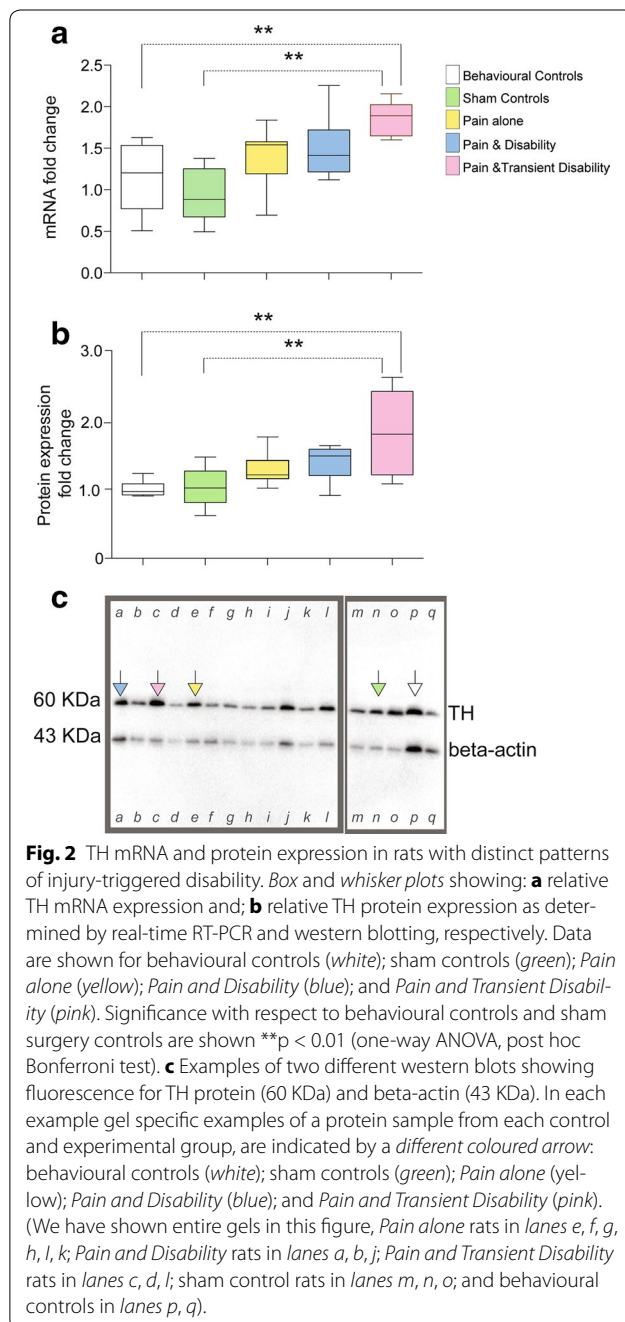 a
**
**
2.5
2.0
1.5
1.0
0.5
0.0
mRNA fold change
Behavioural Controls
Sham Controls
Pain alone
Pain & Disability
Pain &Transient Disability
b
**
**
3.0
2.0
1.0
0
Protein expression
fold change
c
a b c d e f g h i j k l
m n o p q
60 KDa
TH
43 KDa
beta-actin
a b c d e f g h i j k l
m n o p q
Fig. 2 TH mRNA and protein expression in rats with distinct patterns
of injury-triggered disability. Box and whisker plots showing: a relative
TH mRNA expression and; b relative TH protein expression as deter-
mined by real-time RT-PCR and western blotting, respectively. Data
are shown for behavioural controls (white); sham controls (green); Pain
alone (yellow); Pain and Disability (blue); and Pain and Transient Disabil-
ity (pink). Significance with respect to behavioural controls and sham
surgery controls are shown **p < 0.01 (one-way ANOVA, post hoc
Bonferroni test). c Examples of two different western blots showing
fluorescence for TH protein (60 KDa) and beta-actin (43 KDa). In each
example gel specific examples of a protein sample from each control
and experimental group, are indicated by a different coloured arrow:
behavioural controls (white); sham controls (green); Pain alone (yel-
low); Pain and Disability (blue); and Pain and Transient Disability (pink).
(We have shown entire gels in this figure, Pain alone rats in lanes e, f, g,
h, I, k; Pain and Disability rats in lanes a, b, j; Pain and Transient Disability
rats in lanes c, d, l; sham control rats in lanes m, n, o; and behavioural
controls in lanes p, q).